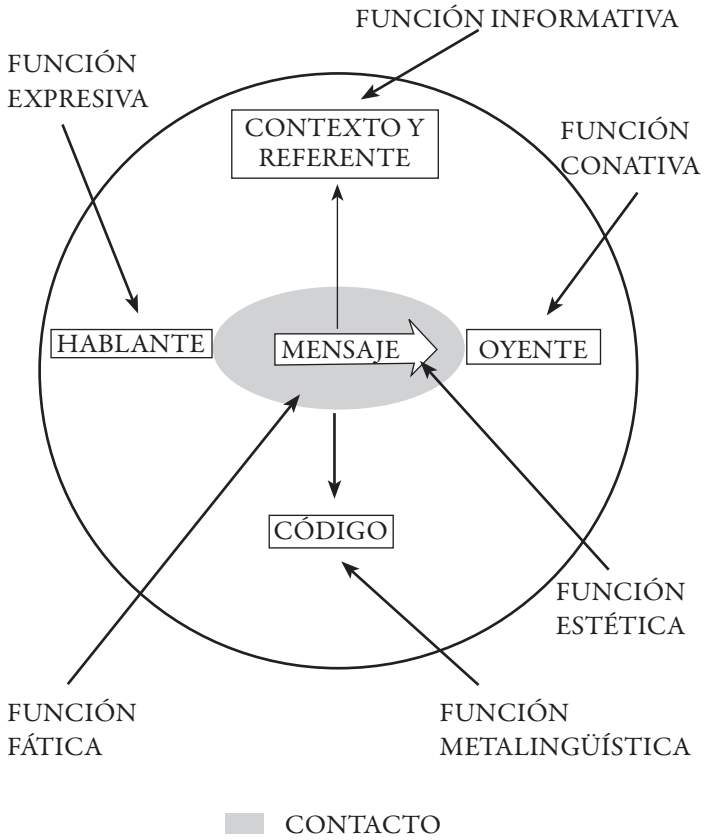 FUNCIÓN INFORMATIVA
FUNCIÓN
EXPRESIVA
CONTEXTO Y
REFERENTE
FUNCIÓN
CONATIVA
HABLANTE
MENSAJE
OYENTE
CÓDIGO
FUNCIÓN
ESTÉTICA
FUNCIÓN
FÁTICA
FUNCIÓN
METALINGÜÍSTICA
CONTACTO